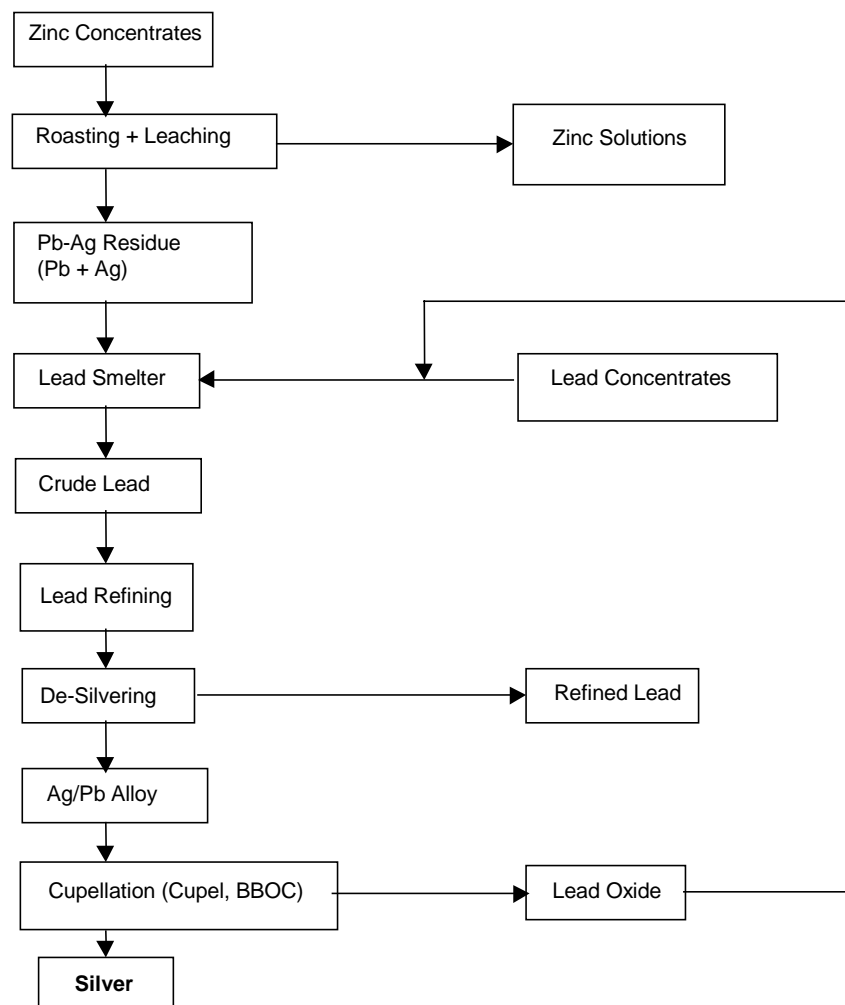 Zinc Concentrates
Roasting + Leaching
Zinc Solutions
Pb-Ag Residue
(Pb + Ag)
Lead Smelter
Lead Concentrates
Crude Lead
Lead Refining
De-Silvering
Refined Lead
Ag/Pb Alloy
Cupellation (Cupel, BBOC)
Lead Oxide
Silver